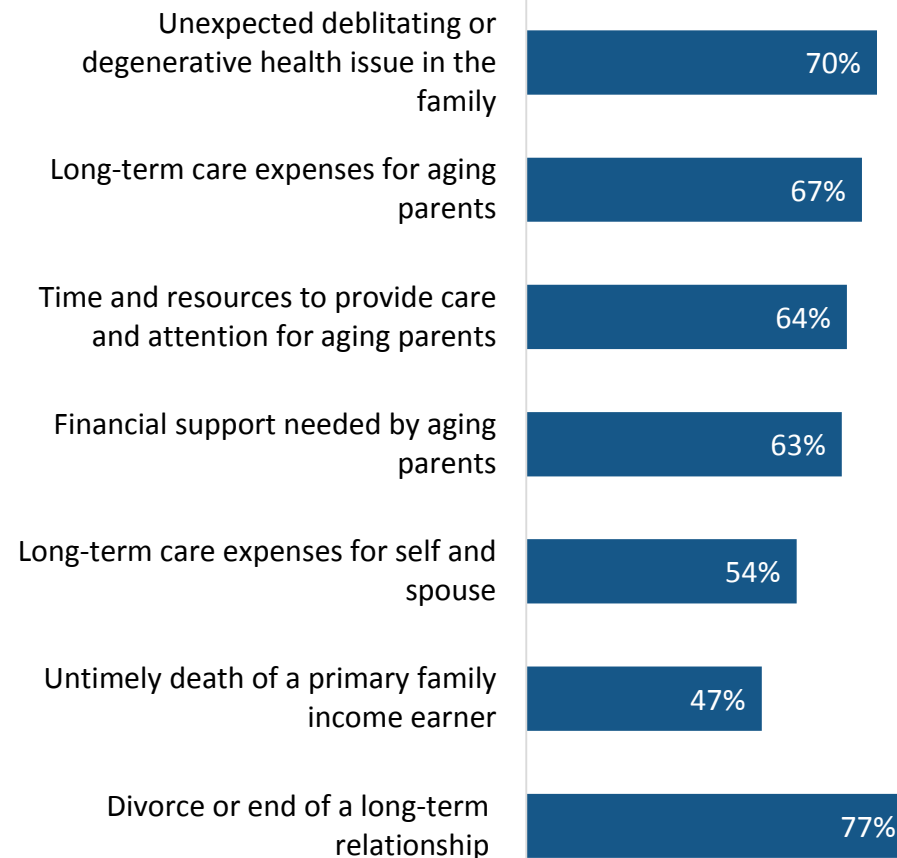 Unexpected deblitating or
degenerative health issue in the
family
70%
Long-term care expenses for aging
parents
67%
Time and resources to provide care
and attention for aging parents
64%
Financial support needed by aging
parents
63%
Long-term care expenses for self and
spouse
54%
Untimely death of a primary family
income earner
47%
Divorce or end of a long-term
relationship
77%